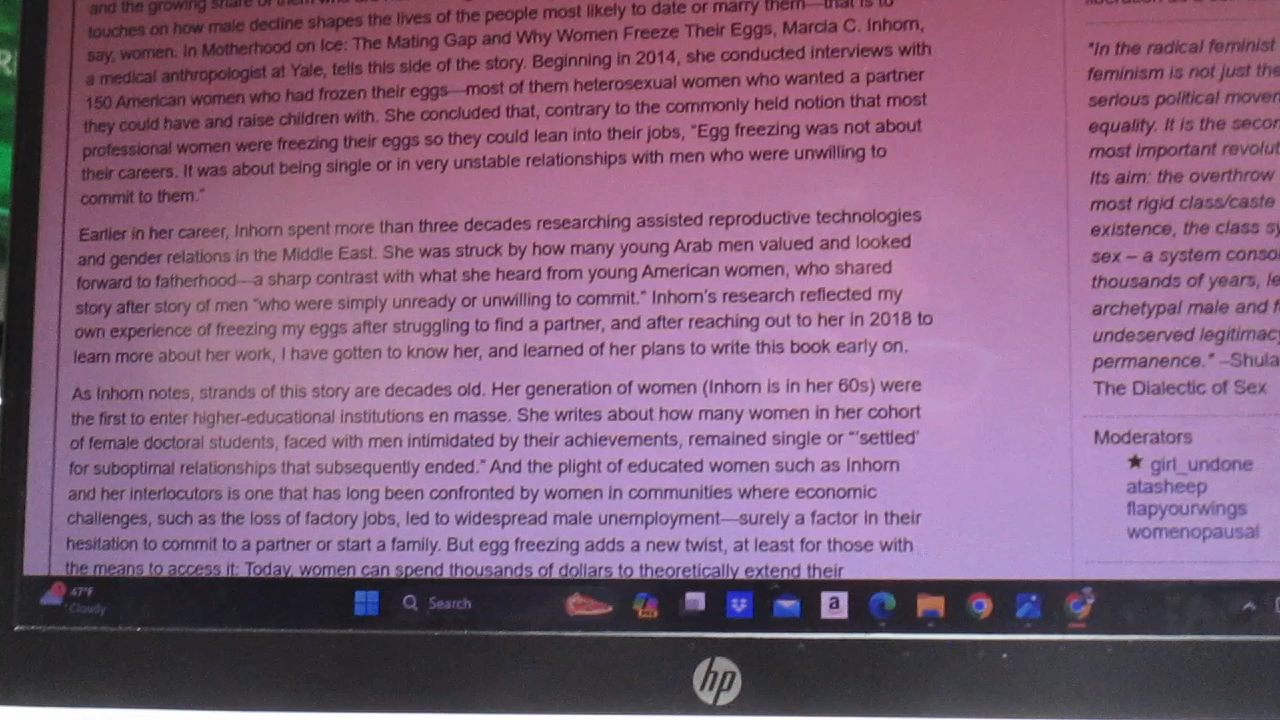 and the growing share of them who are
touches on how male decline shapes the lives of the people most likely to date or marry them—that is to
say, women. In Motherhood on Ice: The Mating Gap and Why Women Freeze Their Eggs, Marcia C. Inhorn,
a medical anthropologist at Yale, tells this side of the story. Beginning in 2014, she conducted interviews with
150 American women who had frozen their eggs—most of them heterosexual women who wanted a partner
they could have and raise children with. She concluded that, contrary to the commonly held notion that most
professional women were freezing their eggs so they could lean into their jobs, “Egg freezing was not about
their careers. It was about being single or in very unstable relationships with men who were unwilling to
commit to them.”
Earlier in her career, Inhorn spent more than three decades researching assisted reproductive technologies
and gender relations in the Middle East. She was struck by how many young Arab men valued and looked
forward to fatherhood—a sharp contrast with what she heard from young American women, who shared
story after story of men “who were simply unready or unwilling to commit.” Inhorn’s research reflected my
own experience of freezing my eggs after struggling to find a partner, and after reaching out to her in 2018 to
learn more about her work, I have gotten to know her, and learned of her plans to write this book early on.
As Inhorn notes, strands of this story are decades old. Her generation of women (Inhorn is in her 60s) were
the first to enter higher-educational institutions en masse. She writes about how many women in her cohort
of female doctoral students, faced with men intimidated by their achievements, remained single or “‘settled’
for suboptimal relationships that subsequently ended.” And the plight of educated women such as Inhorn
and her interlocutors is one that has long been confronted by women in communities where economic
challenges, such as the loss of factory jobs, led to widespread male unemployment—surely a factor in their
hesitation to commit to a partner or start a family. But egg freezing adds a new twist, at least for those with
the means to access it: Today, women can spend thousands of dollars to theoretically extend their
"In the radical feminist
feminism is not just the
serious political
equality. It is the
most important
Its aim: the overthrow
most rigid class/caste
existence, the class
sex – a system
thousands of years,
archetypal male and
undeserved
permanence." –
The Dialectic of Sex
Moderators
girl_undone
atasheep
flapyourwings
womenopausal
47°F
Cloudy
Search
a
hp